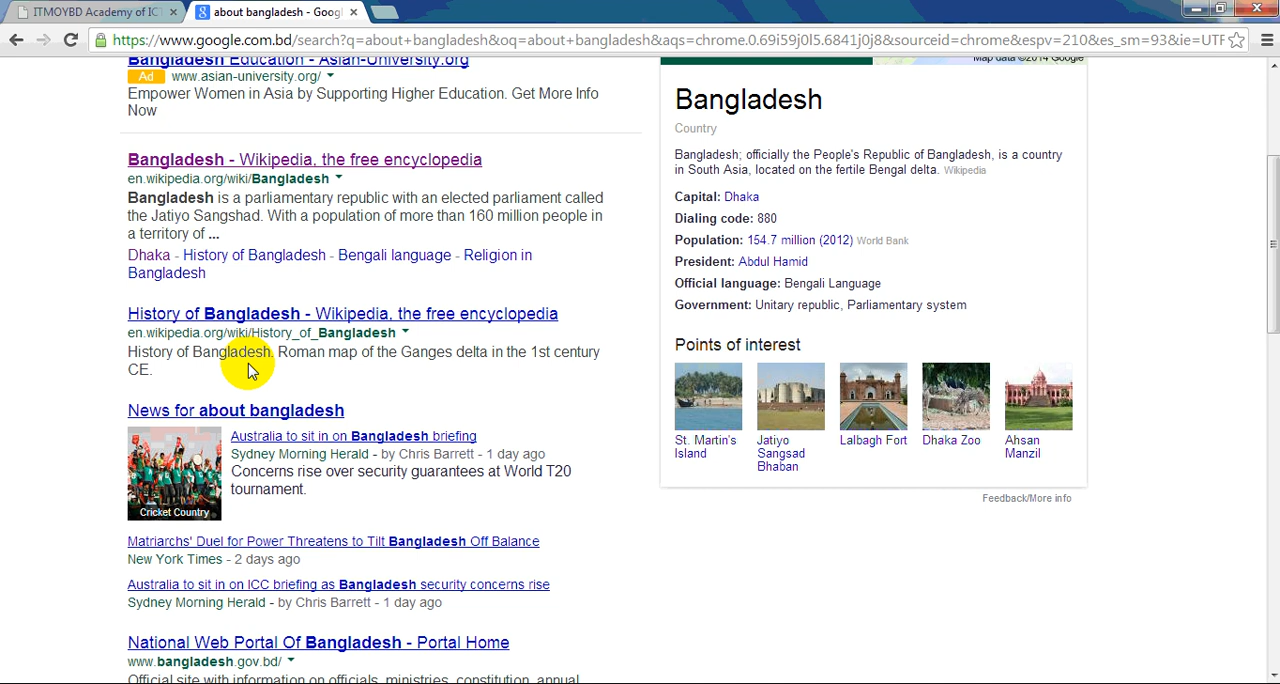 ITMOYBD Academy of ICT
about bangladesh - Goog
https://www.google.com.bd/search?q=about+bangladesh&oq=about+bangladesh&aqs=chrome.0.69i59j0l5.6841j0j8&sourceid=chrome&espv=210&es_sm=93&ie=UTF
Bangladesh Education - Asian-University.org
Ad www.asian-university.org/
Empower Women in Asia by Supporting Higher Education. Get More Info
Now
Bangladesh - Wikipedia, the free encyclopedia
en.wikipedia.org/wiki/Bangladesh
Bangladesh is a parliamentary republic with an elected parliament called
the Jatiyo Sangshad. With a population of more than 160 million people in
a territory of ...
Dhaka - History of Bangladesh - Bengali language - Religion in
Bangladesh
History of Bangladesh - Wikipedia, the free encyclopedia
en.wikipedia.org/wiki/History_of_Bangladesh
History of Bangladesh. Roman map of the Ganges delta in the 1st century
CE.
News for about bangladesh
Australia to sit in on Bangladesh briefing
Sydney Morning Herald - by Chris Barrett - 1 day ago
Concerns rise over security guarantees at World T20
tournament.
Cricket Country
Matriarchs' Duel for Power Threatens to Tilt Bangladesh Off Balance
New York Times - 2 days ago
Australia to sit in on ICC briefing as Bangladesh security concerns rise
Sydney Morning Herald - by Chris Barrett - 1 day ago
National Web Portal Of Bangladesh - Portal Home
www.bangladesh.gov.bd/
Official site with information on officials, ministries, constitution, annual
Map data ©2014 Google
Bangladesh
Country
Bangladesh; officially the People's Republic of Bangladesh, is a country
in South Asia, located on the fertile Bengal delta. Wikipedia
Capital: Dhaka
Dialing code: 880
Population: 154.7 million (2012) World Bank
President: Abdul Hamid
Official language: Bengali Language
Government: Unitary republic, Parliamentary system
Points of interest
St. Martin's
Island
Jatiyo
Sangsad
Bhaban
Lalbagh Fort
Dhaka Zoo
Ahsan
Manzil
Feedback/More info